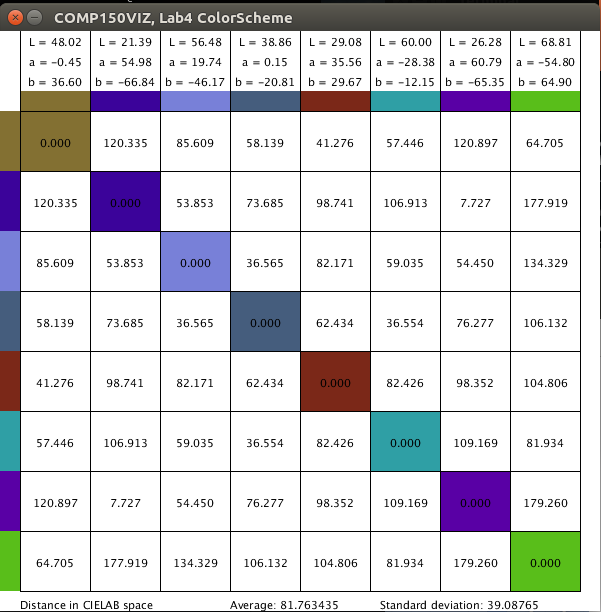 COMP150VIZ, Lab4 ColorScheme
L = 48.02 L = 21.39 L = 56.48 L = 38.86 L = 29.08 L = 60.00 L = 26.28 L = 68.81
a = −0.45 a = 54.98 a = 19.74 a = 0.15 a = 35.56 a = −28.38 a = 60.79 a = −54.80
b = 36.60 b = −66.84 b = −46.17 b = −20.81 b = 29.67 b = −12.15 b = −65.35 b = 64.90
0.000 120.335 85.609 58.139 41.276 57.446 120.897 64.705
120.335 0.000 53.853 73.685 98.741 106.913 7.727 177.919
85.609 53.853 0.000 36.565 82.171 59.035 54.450 134.329
58.139 73.685 36.565 0.000 62.434 36.554 76.277 106.132
41.276 98.741 82.171 62.434 0.000 82.426 98.352 104.806
57.446 106.913 59.035 36.554 82.426 0.000 109.169 81.934
120.897 7.727 54.450 76.277 98.352 109.169 0.000 179.260
64.705 177.919 134.329 106.132 104.806 81.934 179.260 0.000
Distance in CIELAB space Average: 81.763435 Standard deviation: 39.08765